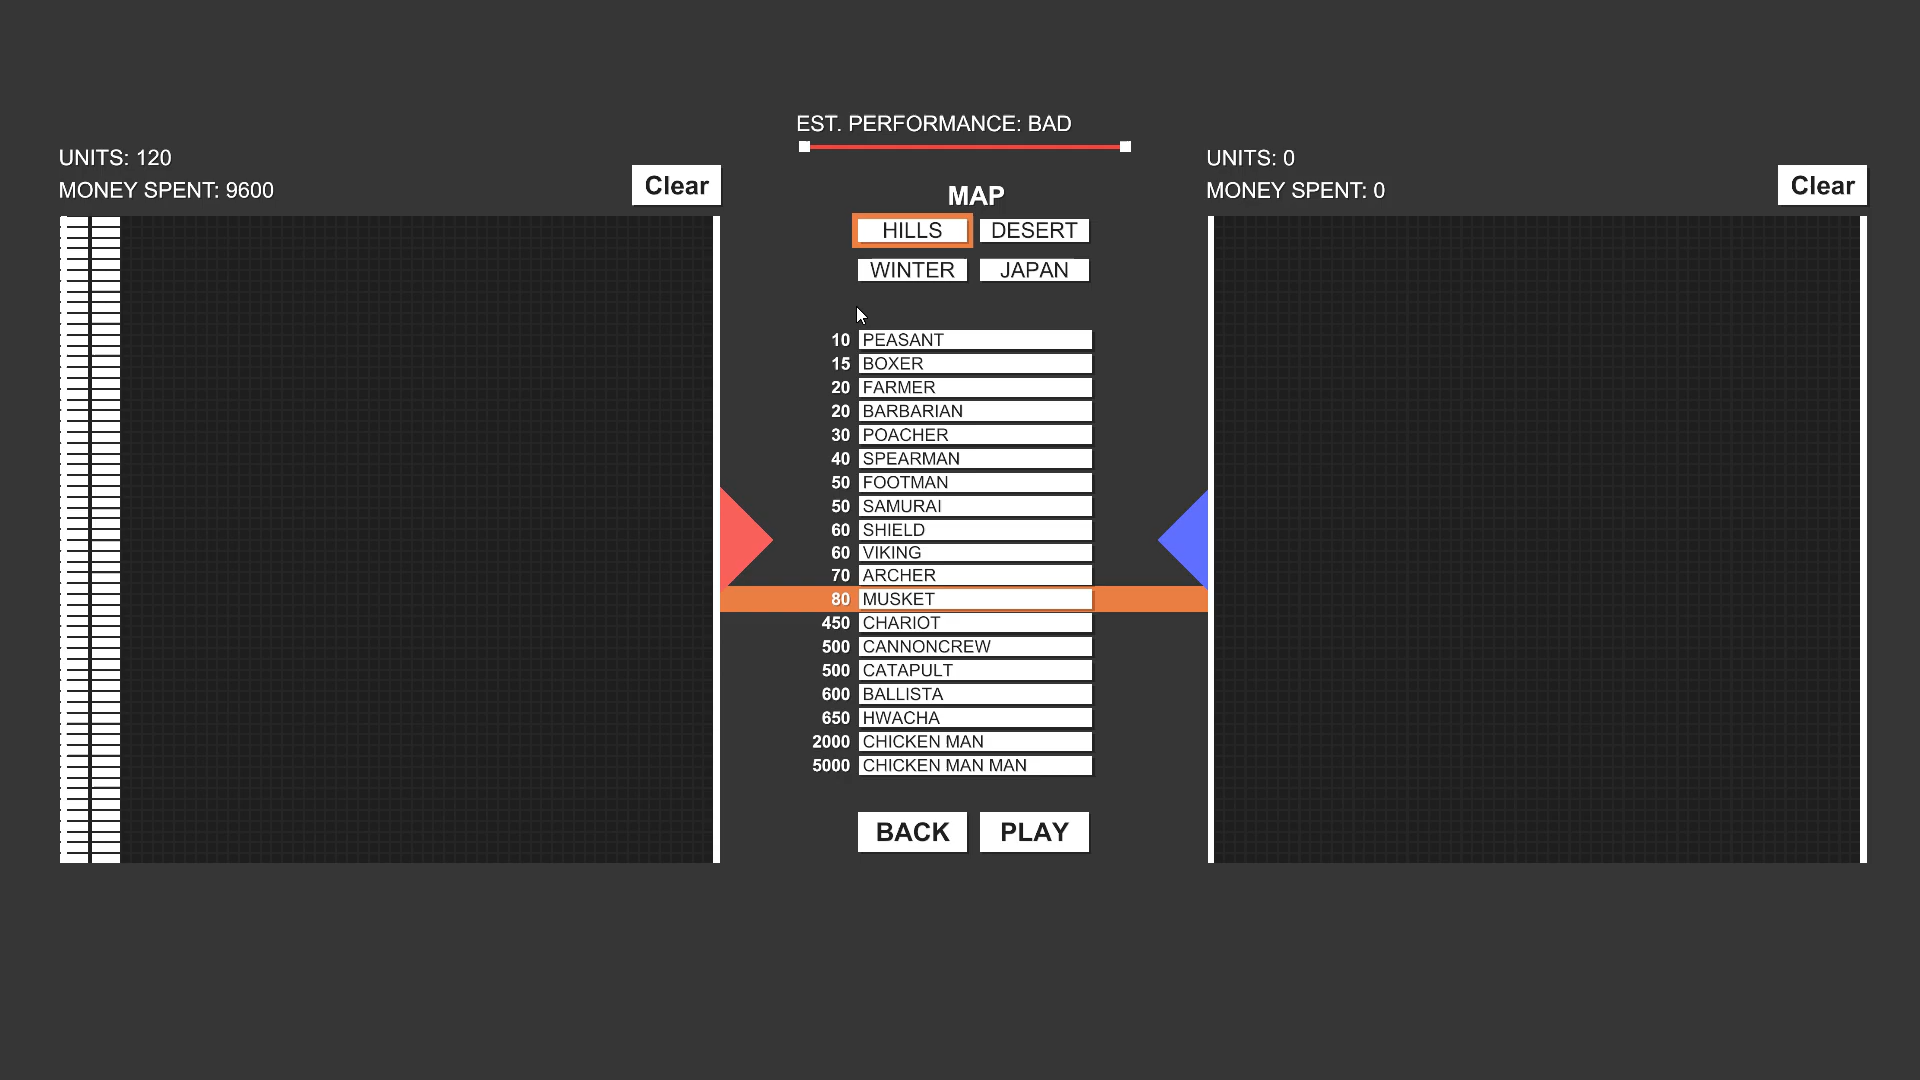 EST. PERFORMANCE: BAD
UNITS: 120
MONEY SPENT: 9600
Clear
UNITS: 0
MONEY SPENT: 0
Clear
MAP
HILLS DESERT
WINTER JAPAN
10 PEASANT
15 BOXER
20 FARMER
20 BARBARIAN
30 POACHER
40 SPEARMAN
50 FOOTMAN
50 SAMURAI
60 SHIELD
60 VIKING
70 ARCHER
80 MUSKET
450 CHARIOT
500 CANNONCREW
500 CATAPULT
600 BALLISTA
650 HWACHA
2000 CHICKEN MAN
5000 CHICKEN MAN MAN
BACK PLAY